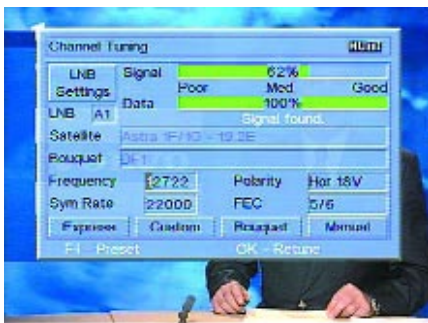 Channel Tuning
LNB Settings
Signal 62%
Poor Med Good
LNB A1
Data 100%
Signal found.
Satellite Astra 1F/1G - 19.2E
Bouquet DF1
Frequency 12722 Polarity Hor 18V
Sym Rate 22000 FEC 5/6
Express Custom Bouquet Manual
F1 - Preset OK - Retune